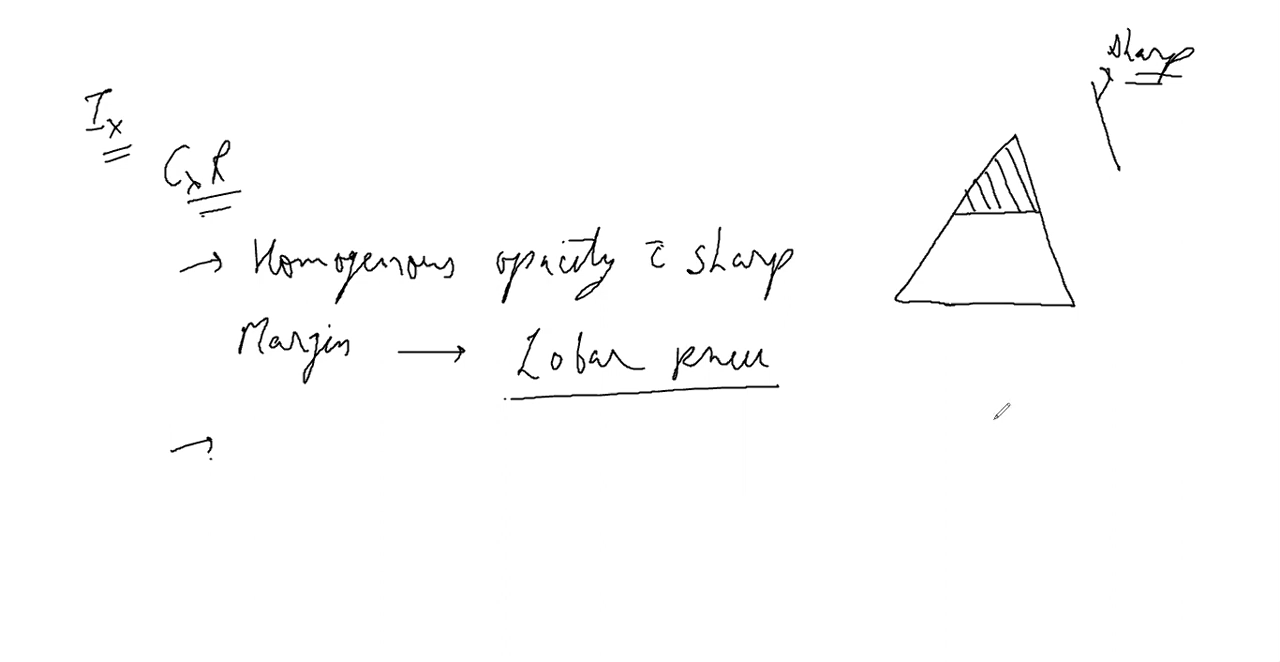 sharp
Ix
CxR
→ Homogenous opacity c̄ sharp
Margin → Lobar pneu
→